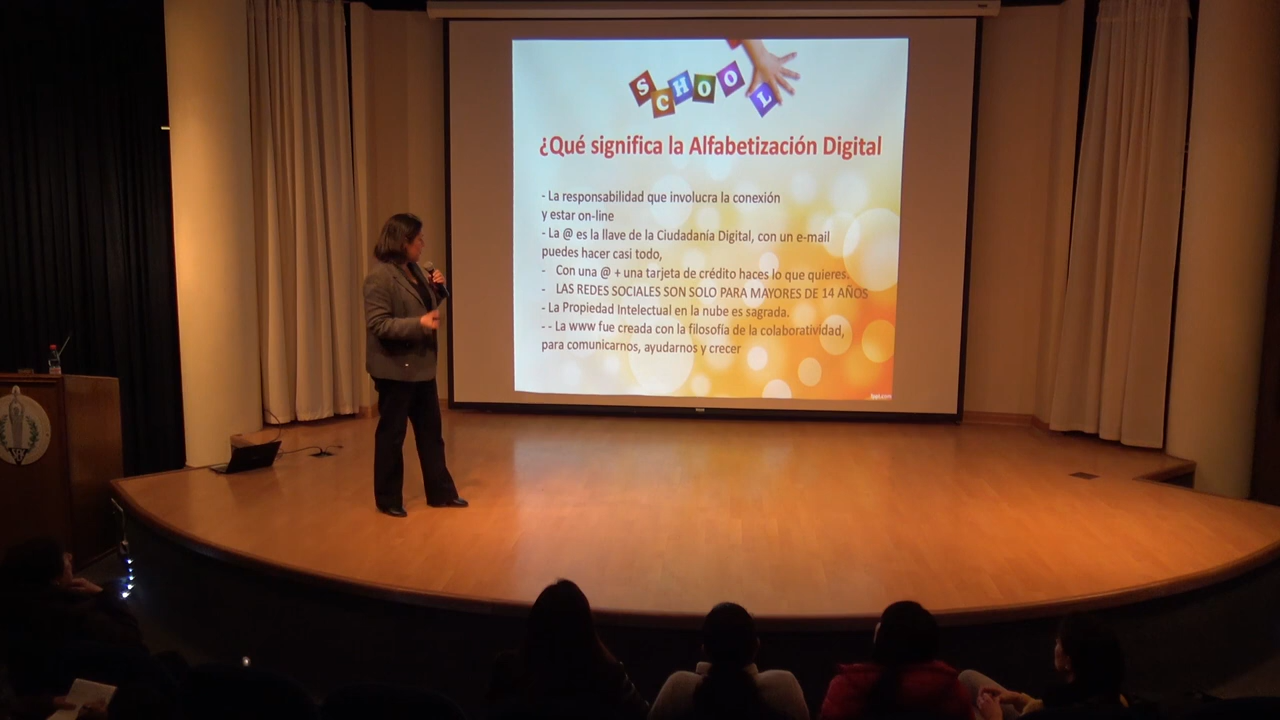 SCHOOL
¿Qué significa la Alfabetización Digital
- La responsabilidad que involucra la conexión
y estar on-line
- La @ es la llave de la Ciudadanía Digital, con un e-mail
puedes hacer casi todo,
- Con una @ + una tarjeta de crédito haces lo que quieres.
- LAS REDES SOCIALES SON SOLO PARA MAYORES DE 14 AÑOS
- La Propiedad Intelectual en la nube es sagrada.
- - La www fue creada con la filosofía de la colaboratividad,
para comunicarnos, ayudarnos y crecer